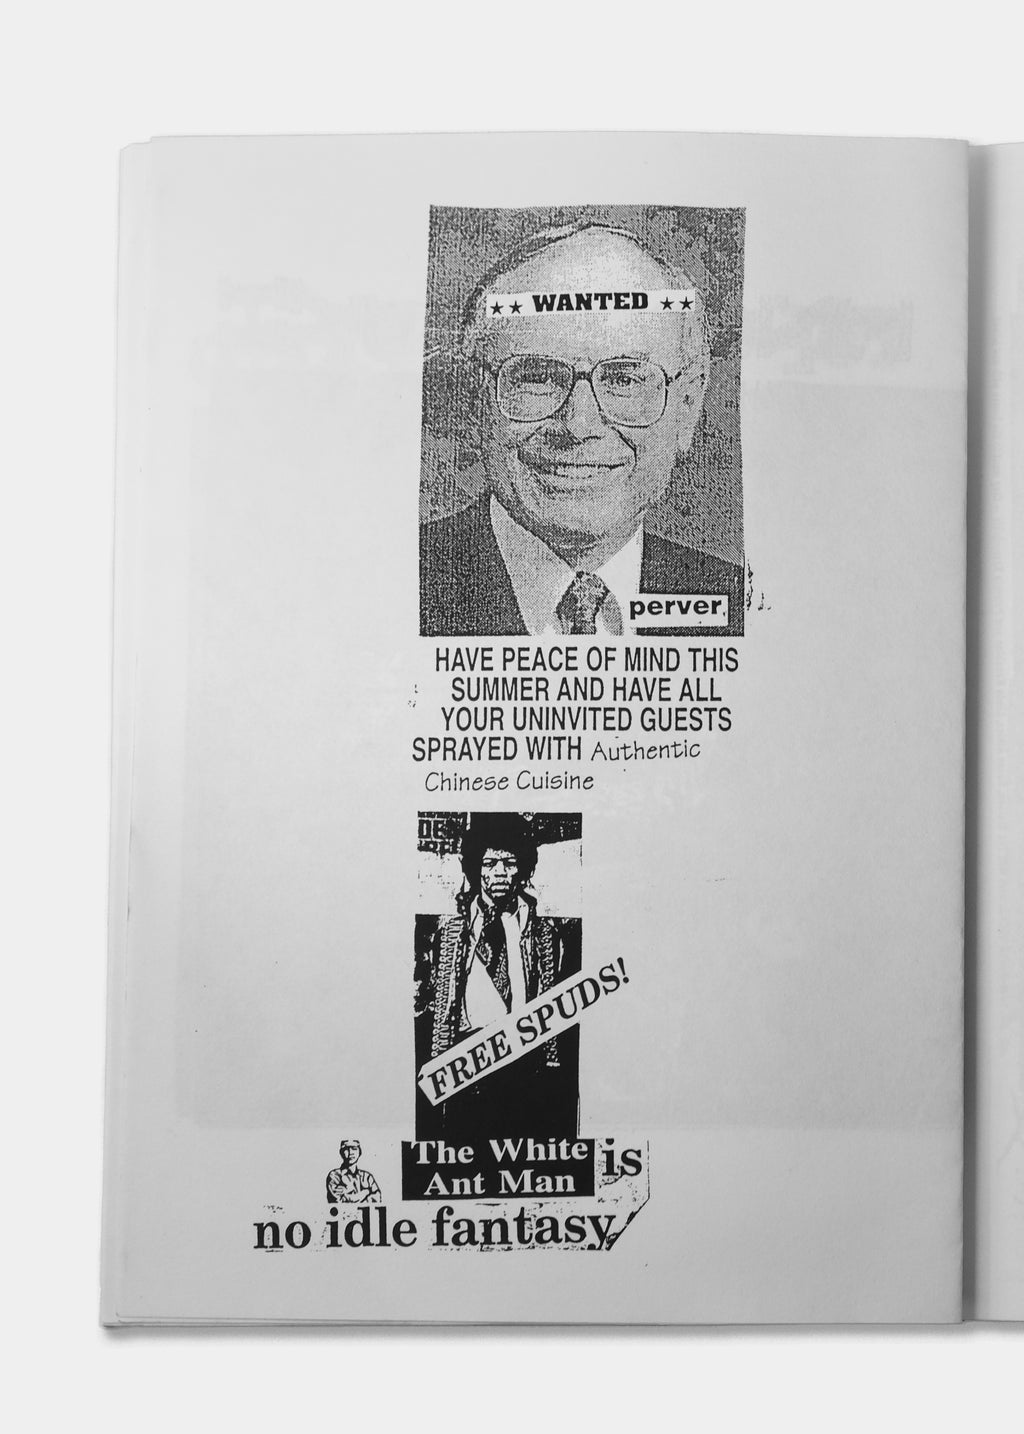 ★★ WANTED ★★
perver
HAVE PEACE OF MIND THIS
SUMMER AND HAVE ALL
YOUR UNINVITED GUESTS
SPRAYED WITH Authentic
Chinese Cuisine
FREE SPUDS!
The White
Ant Man
is
no idle fantasy